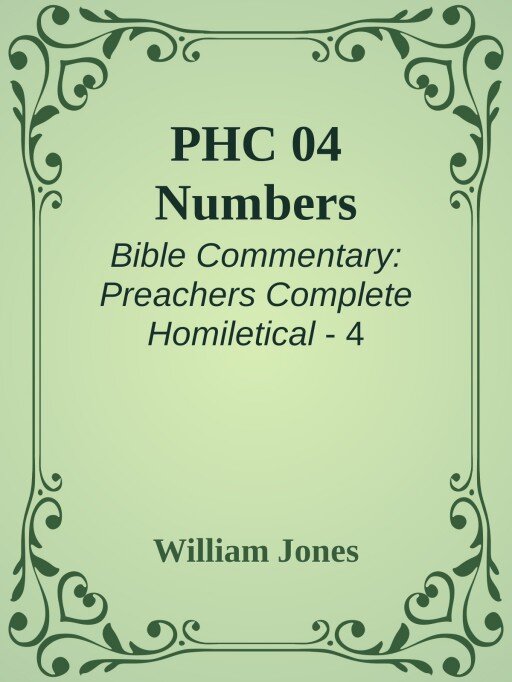 PHC 04
Numbers
Bible Commentary:
Preachers Complete
Homiletical - 4
William Jones